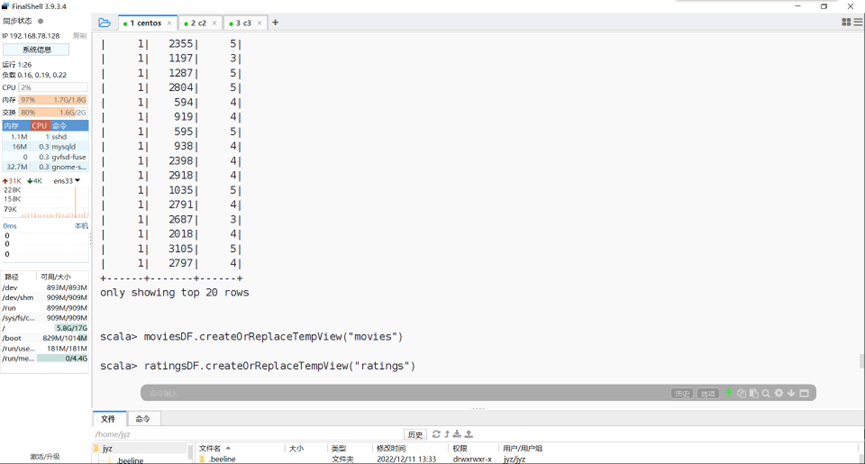 FinalShell 3.9.3.4
同步状态
IP 192.168.78.128 复制
系统信息
运行 1:26
负载 0.16, 0.19, 0.22
CPU 2%
内存 97% 1.7G/1.8G
交换 80% 1.6G/2G
内存 CPU 命令
1.1M 1 sshd
16M 0.3 mysqld
0 0.3 gvfsd-fuse
32.7M 0.3 gnome-s...
31K 4K ens33
228K
158K
79K
0ms 本机
0
0
0
路径 可用/大小
/dev 893M/893M
/dev/shm 909M/909M
/run 899M/909M
/sys/fs/c... 909M/909M
/ 5.8G/17G
/boot 829M/1014M
/run/use... 181M/181M
/run/me... 0/4.4G
激活/升级
1 centos × 2 c2 × 3 c3 × +
| 1| 2355| 5|
| 1| 1197| 3|
| 1| 1287| 5|
| 1| 2804| 5|
| 1| 594| 4|
| 1| 919| 4|
| 1| 595| 5|
| 1| 938| 4|
| 1| 2398| 4|
| 1| 2918| 4|
| 1| 1035| 5|
| 1| 2791| 4|
| 1| 2687| 3|
| 1| 2018| 4|
| 1| 3105| 5|
| 1| 2797| 4|
+------+-------+------+
only showing top 20 rows
scala> moviesDF.createOrReplaceTempView("movies")
scala> ratingsDF.createOrReplaceTempView("ratings")
命令输入 历史 选项
文件 命令
/home/jyz 历史
jyz
.beeline
文件名 大小 类型 修改时间 权限 用户/用户组
.beeline 文件夹 2022/12/11 13:33 drwxrwxr-x jyz/jyz